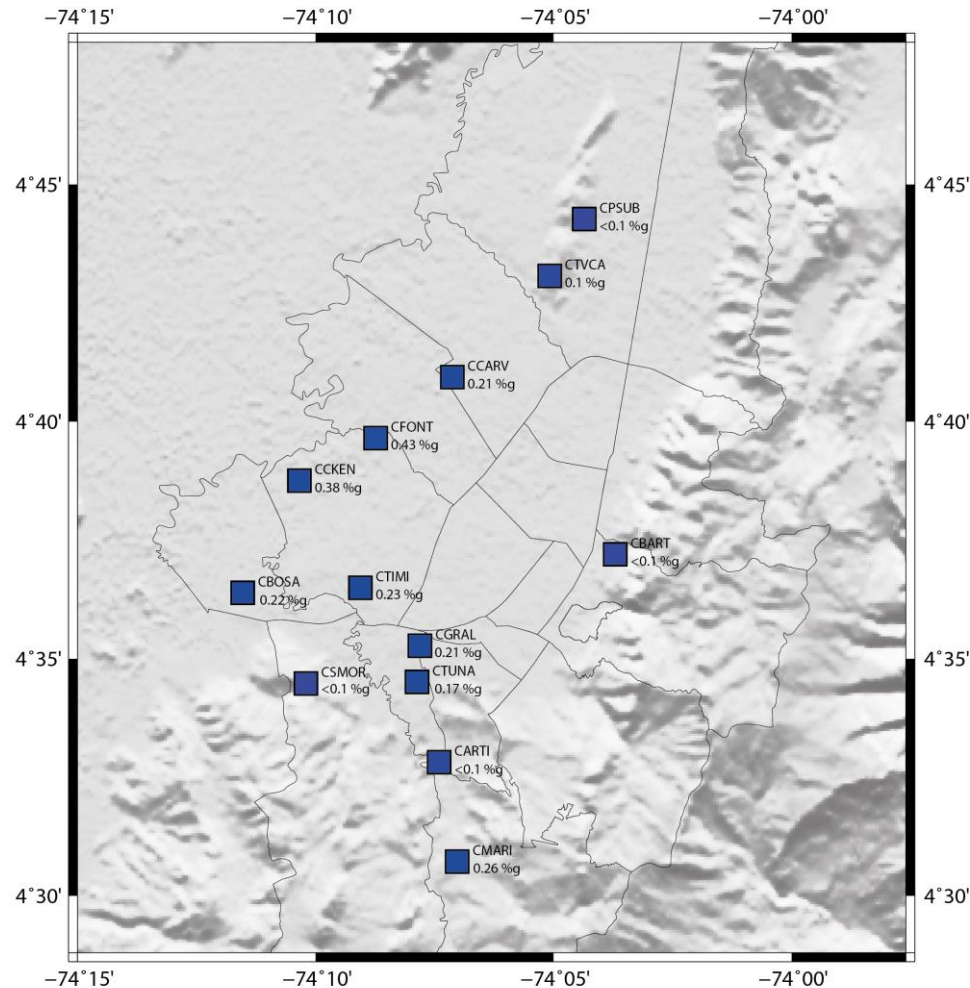 −74˚15' −74˚10' −74˚05' −74˚00'
4˚45' 4˚45'
CPSUB
<0.1 %g
CTVCA
0.1 %g
CCARV
0.21 %g
4˚40' 4˚40'
CFONT
0.43 %g
CCKEN
0.38 %g
CBART
<0.1 %g
CTIMI
0.23 %g
CBOSA
0.22 %g
CGRAL
0.21 %g
4˚35' 4˚35'
CTUNA
0.17 %g
CSMOR
<0.1 %g
CARTI
<0.1 %g
CMARI
0.26 %g
4˚30' 4˚30'
−74˚15' −74˚10' −74˚05' −74˚00'